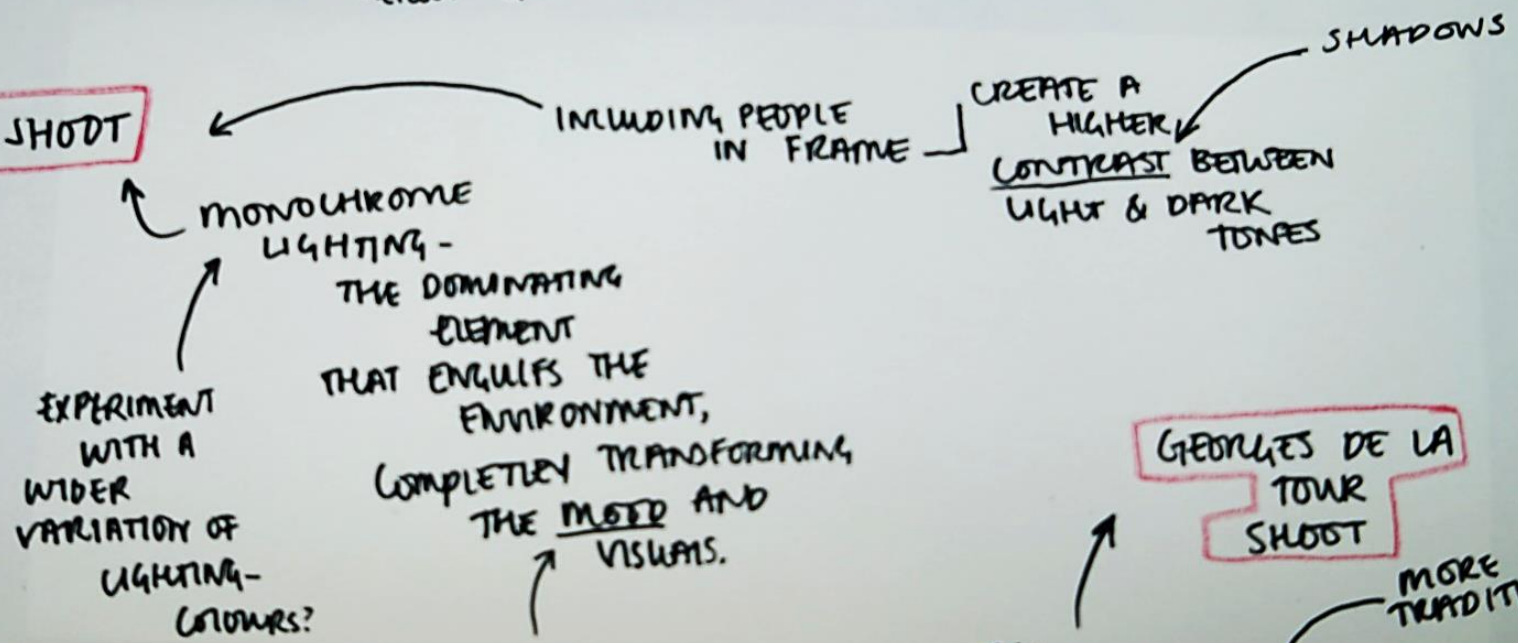 SHADOWS
SHOOT
INCLUDING PEOPLE
IN FRAME
CREATE A
HIGHER
CONTRAST BETWEEN
LIGHT & DARK
TONES
MONOCHROME
LIGHTING -
THE DOMINATING
ELEMENT
THAT ENGULFS THE
ENVIRONMENT,
COMPLETLEY TRANSFORMING
THE MOOD AND
VISUALS.
EXPERIMENT
WITH A
WIDER
VARIATION OF
LIGHTING -
COLOURS?
GEORGES DE LA
TOUR
SHOOT
MORE